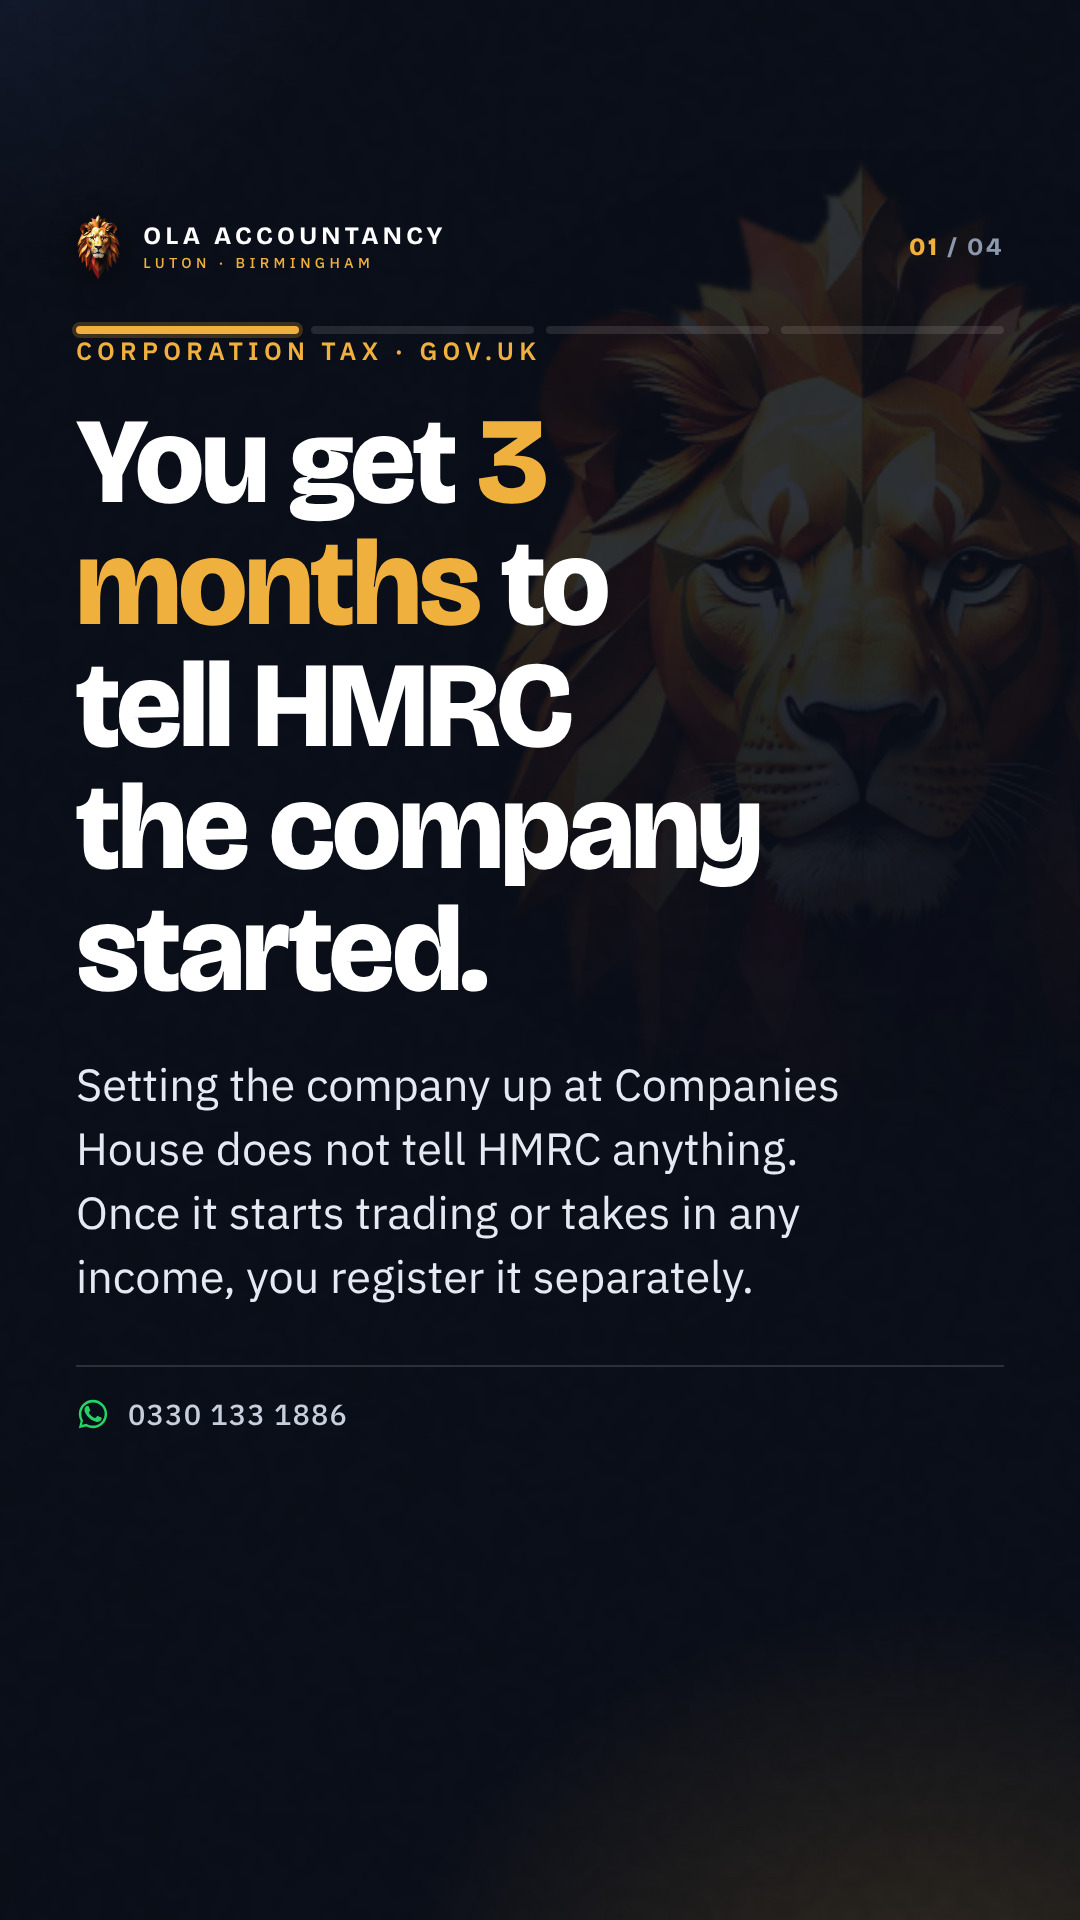 OLA ACCOUNTANCY
LUTON · BIRMINGHAM
01 / 04
CORPORATION TAX · GOV.UK
You get 3
months to
tell HMRC
the company
started.
Setting the company up at Companies
House does not tell HMRC anything.
Once it starts trading or takes in any
income, you register it separately.
0330 133 1886